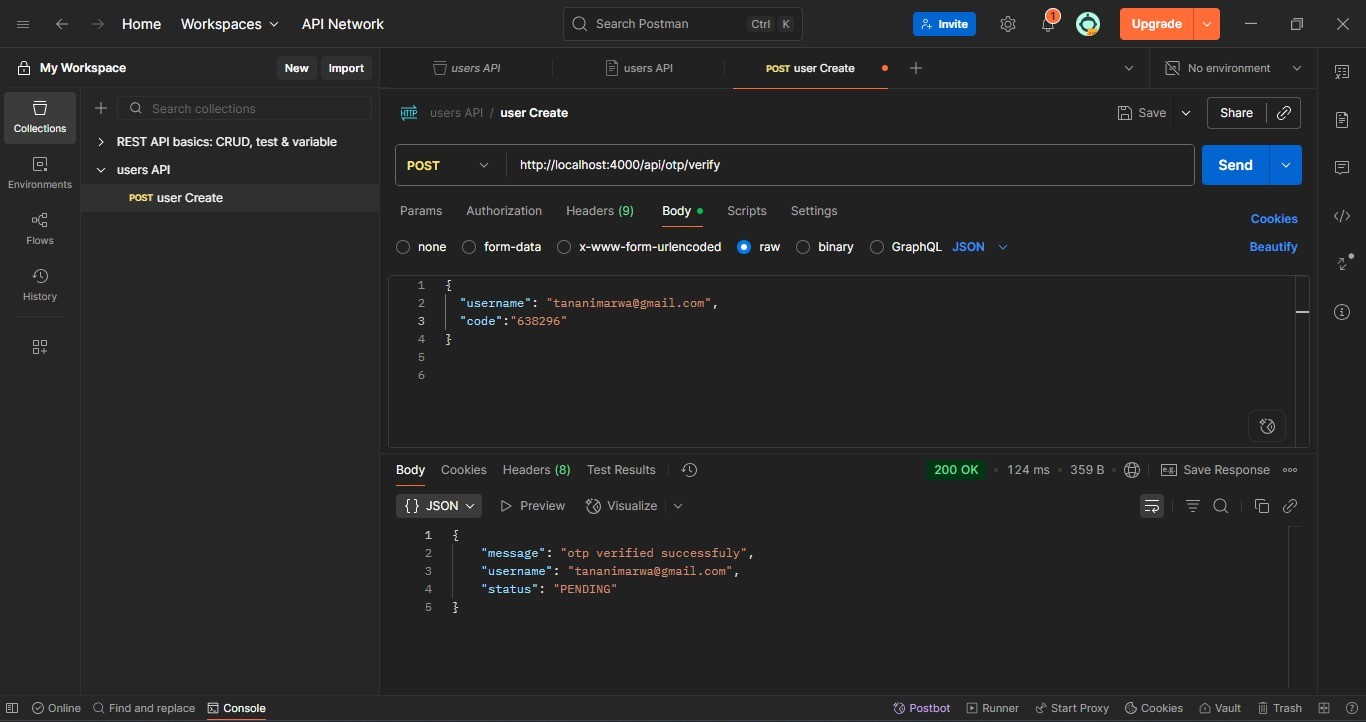 Home Workspaces API Network Search Postman Ctrl K Invite 1 Upgrade
My Workspace New Import users API users API POST user Create No environment
Collections
Environments
Flows
History
Search collections
REST API basics: CRUD, test & variable
users API
POST user Create
HTTP users API / user Create Save Share
POST http://localhost:4000/api/otp/verify Send
Params Authorization Headers (9) Body Scripts Settings Cookies
none form-data x-www-form-urlencoded raw binary GraphQL JSON Beautify
1 {
2 "username": "tananimarwa@gmail.com",
3 "code":"638296"
4 }
5
6
Body Cookies Headers (8) Test Results 200 OK 124 ms 359 B e.g. Save Response
{} JSON Preview Visualize
1 {
2 "message": "otp verified successfuly",
3 "username": "tananimarwa@gmail.com",
4 "status": "PENDING"
5 }
Online Find and replace Console Postbot Runner Start Proxy Cookies Vault Trash